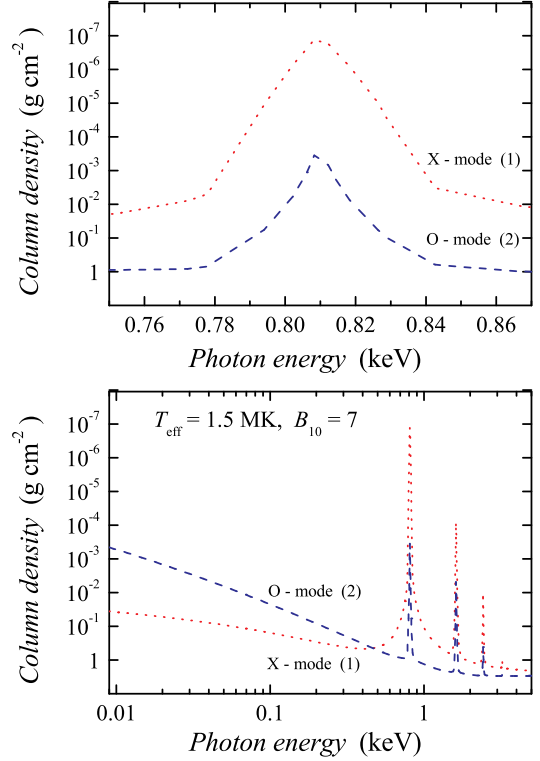 Column density (g cm⁻²)
10⁻⁷
10⁻⁶
10⁻⁵
10⁻⁴
10⁻³
10⁻²
10⁻¹
1
X - mode (1)
O - mode (2)
0.76 0.78 0.80 0.82 0.84 0.86
Photon energy (keV)
T_eff = 1.5 MK, B_10 = 7
Column density (g cm⁻²)
10⁻⁷
10⁻⁶
10⁻⁵
10⁻⁴
10⁻³
10⁻²
10⁻¹
1
O - mode (2)
X - mode (1)
0.01 0.1 1
Photon energy (keV)